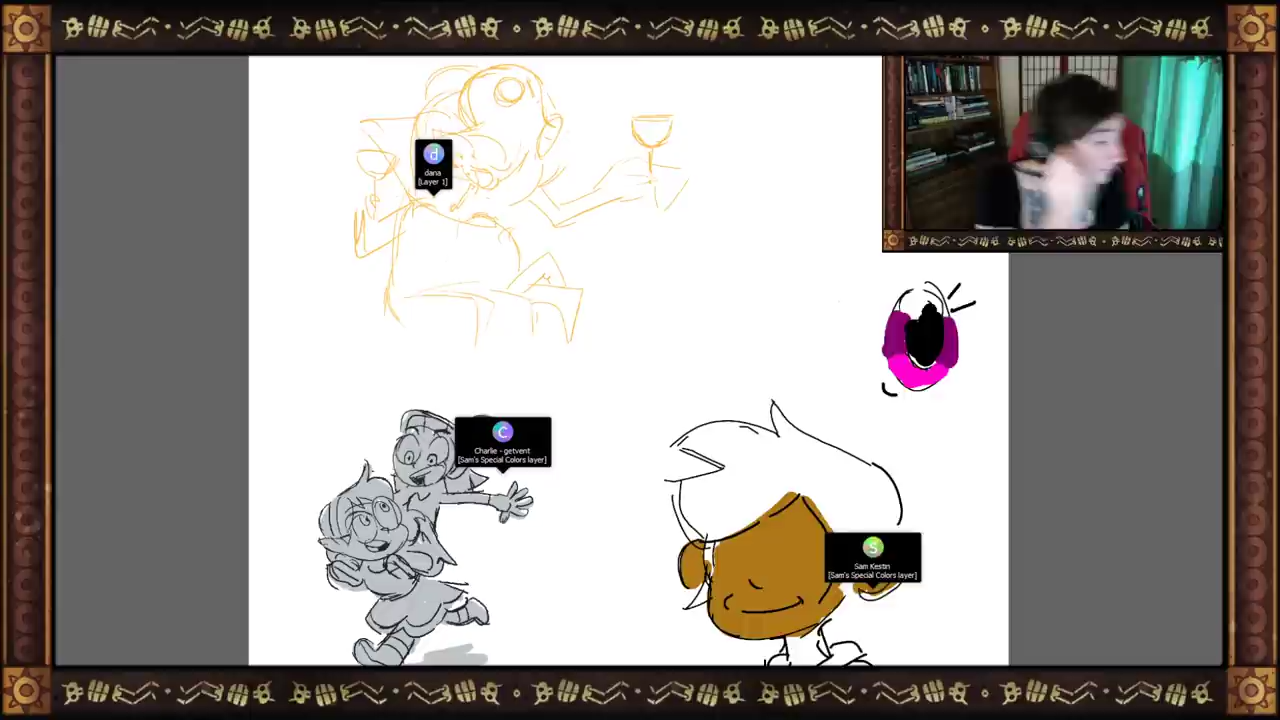 d
dana
[Layer 1]
C
Charlie - getvent
[Sam's Special Colors layer]
S
Sam Kestin
[Sam's Special Colors layer]